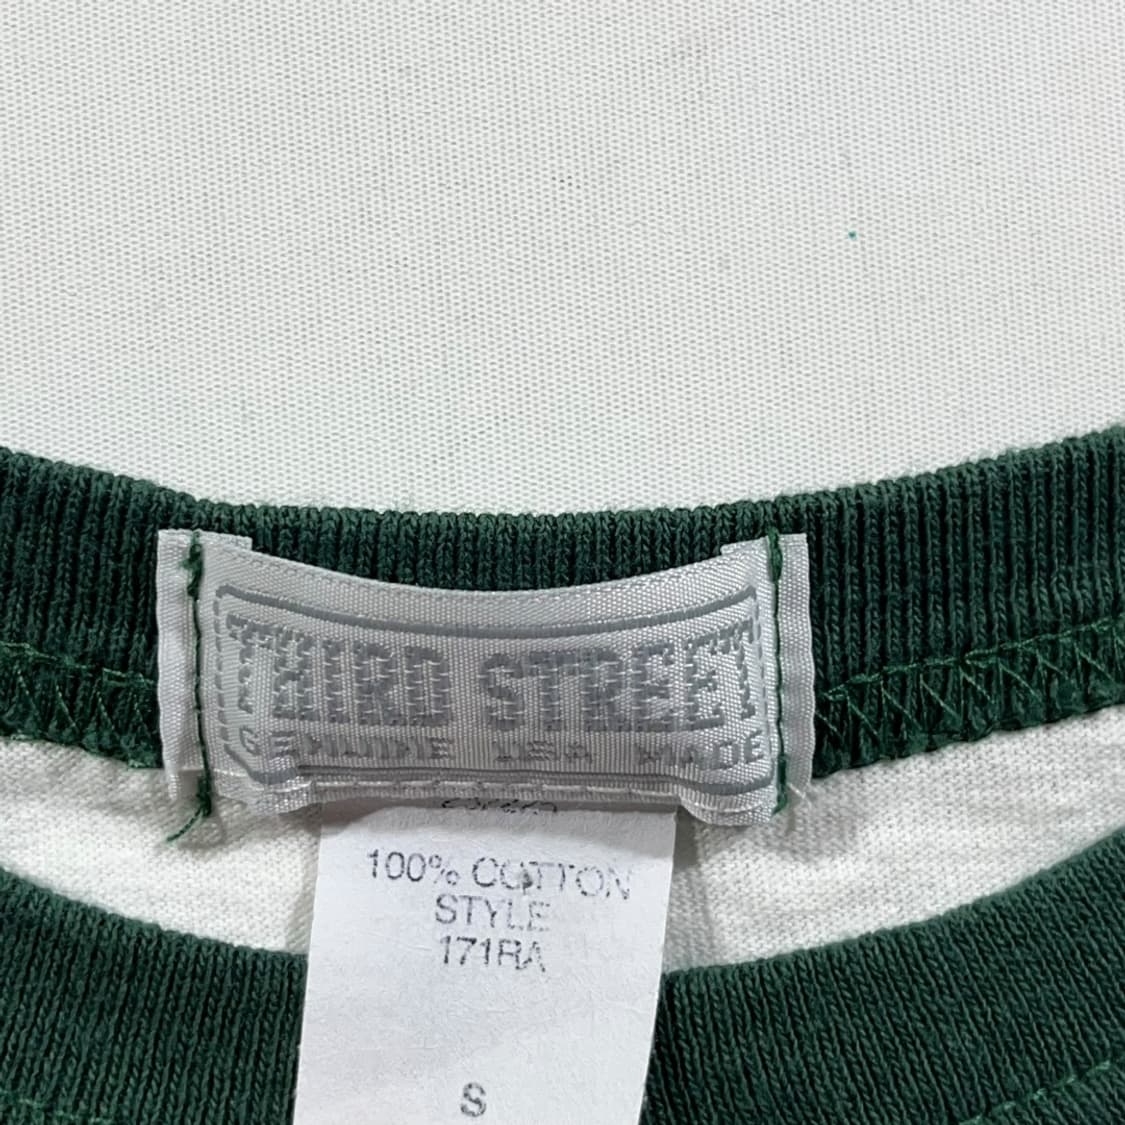 THIRD STREET
GENUINE USA MADE
100% COTTON
STYLE
171RA
S